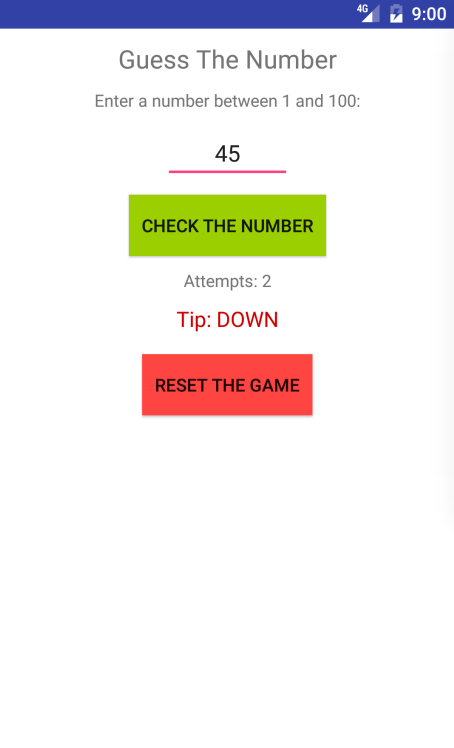 4G 9:00
Guess The Number
Enter a number between 1 and 100:
45
CHECK THE NUMBER
Attempts: 2
Tip: DOWN
RESET THE GAME